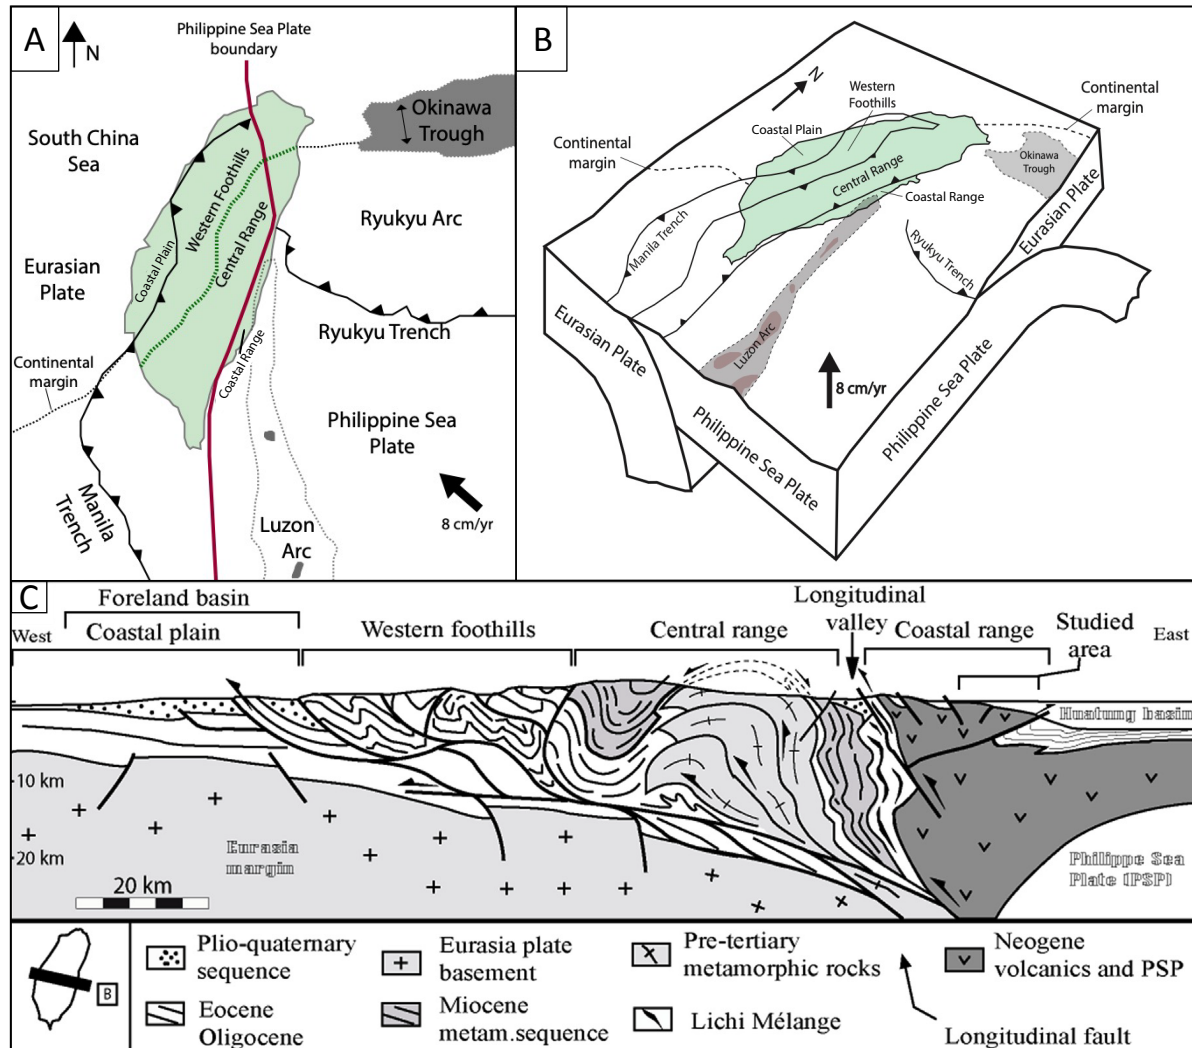 A
N
Philippine Sea Plate
boundary
South China
Sea
Okinawa
Trough
Western Foothills
Central Range
Coastal Plain
Ryukyu Arc
Eurasian
Plate
Ryukyu Trench
Coastal Range
Continental
margin
Philippine Sea
Plate
Manila
Trench
8 cm/yr
Luzon
Arc
B
N
Western
Foothills
Continental
margin
Coastal Plain
Continental
margin
Okinawa
Trough
Central Range
Coastal Range
Eurasian Plate
Manila Trench
Ryukyu Trench
Eurasian Plate
Luzon Arc
8 cm/yr
Philippine Sea Plate
Philippine Sea Plate
C
Foreland basin
Longitudinal
valley
West
Coastal plain
Western foothills
Central range
Coastal range
Studied
area
East
Huatung basin
10 km
20 km
Eurasia
margin
Philippe Sea
Plate (PSP)
20 km
B
Plio-quaternary
sequence
Eurasia plate
basement
Pre-tertiary
metamorphic rocks
Neogene
volcanics and PSP
Eocene
Oligocene
Miocene
metam.sequence
Lichi Mélange
Longitudinal fault